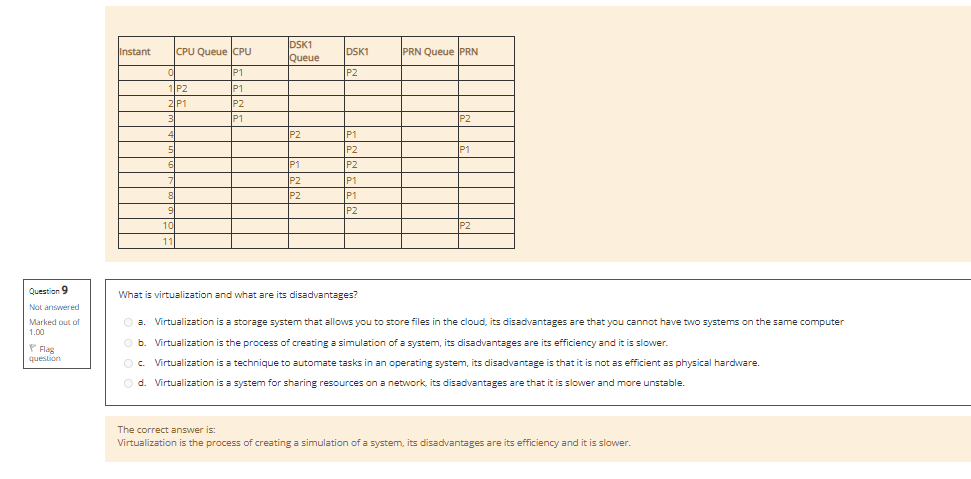 Instant CPU Queue CPU DSK1 Queue DSK1 PRN Queue PRN
0 P1 P2
1 P2 P1
2 P1 P2
3 P1 P2
4 P2 P1
5 P2 P1
6 P1 P2
7 P2 P1
8 P2 P1
9 P2
10 P2
11
Question 9
Not answered
Marked out of
1.00
Flag
question
What is virtualization and what are its disadvantages?
a. Virtualization is a storage system that allows you to store files in the cloud, its disadvantages are that you cannot have two systems on the same computer
b. Virtualization is the process of creating a simulation of a system, its disadvantages are its efficiency and it is slower.
c. Virtualization is a technique to automate tasks in an operating system, its disadvantage is that it is not as efficient as physical hardware.
d. Virtualization is a system for sharing resources on a network, its disadvantages are that it is slower and more unstable.
The correct answer is:
Virtualization is the process of creating a simulation of a system, its disadvantages are its efficiency and it is slower.